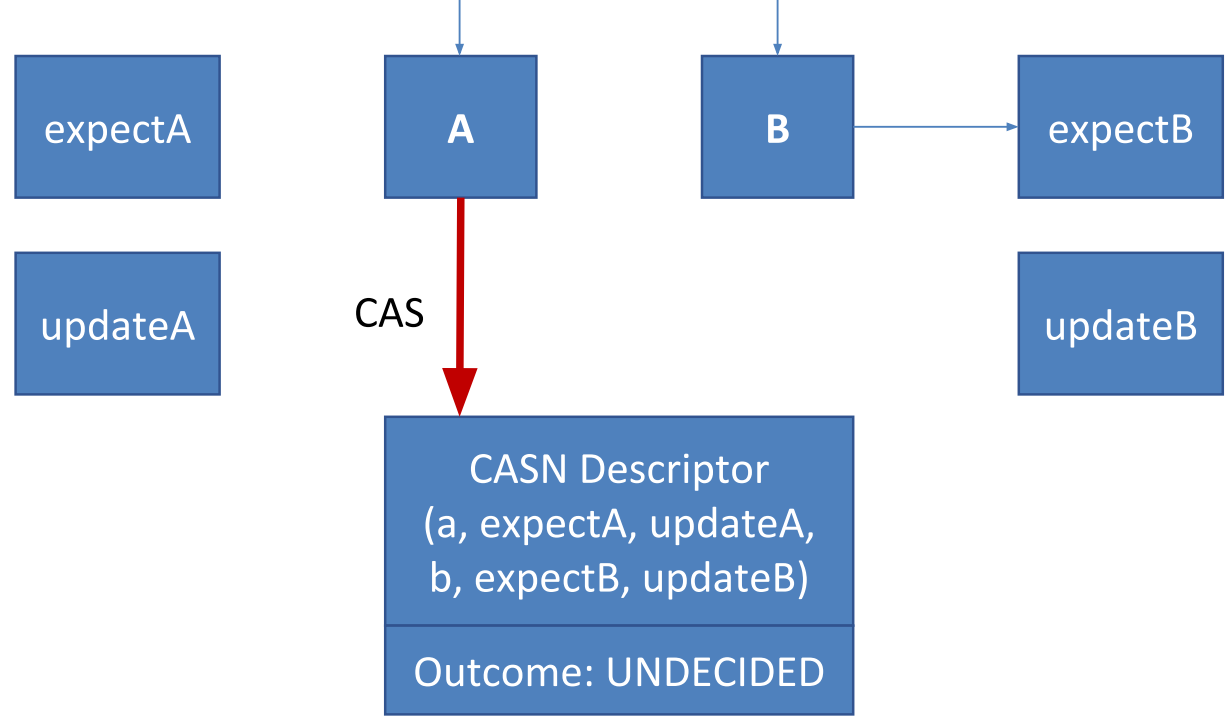 expectA
A
B
expectB
updateA
CAS
updateB
CASN Descriptor
(a, expectA, updateA,
b, expectB, updateB)
Outcome: UNDECIDED